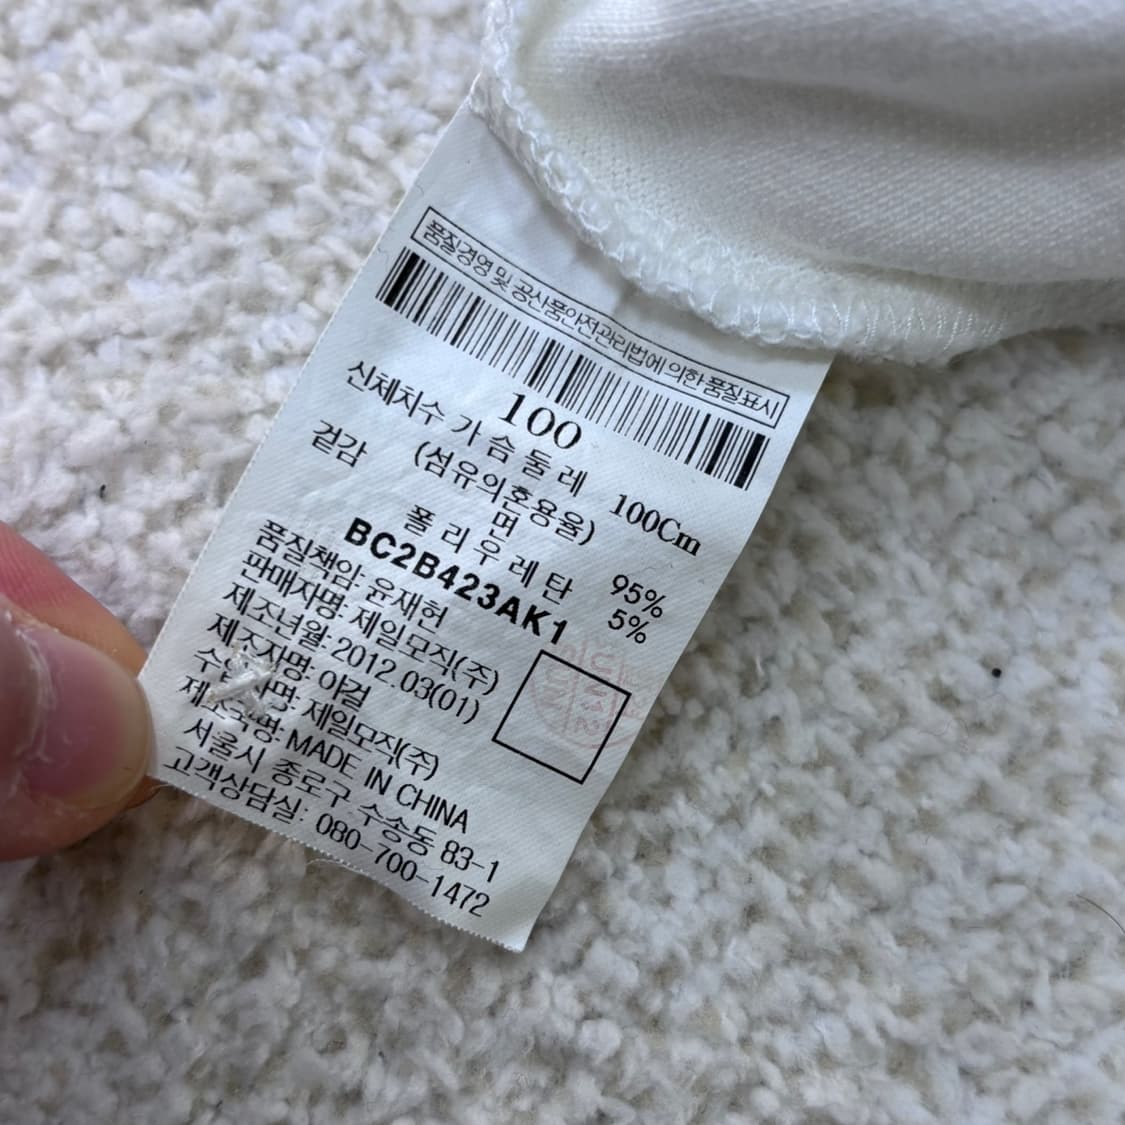 품질경영 및 공산품안전관리법에 의한 품질표시
100
신체치수 가 슴 둘 레 100Cm
(섬유의혼용율)
겉감 면 95%
폴 리 우 레 탄 5%
BC2B423AK1
품질책임: 윤재헌
판매자명: 제일모직(주)
제조년월: 2012.03(01)
제조자명: 이걸
제일모직(주)
MADE IN CHINA
서울시 종로구 수송동 83-1
고객상담실: 080-700-1472